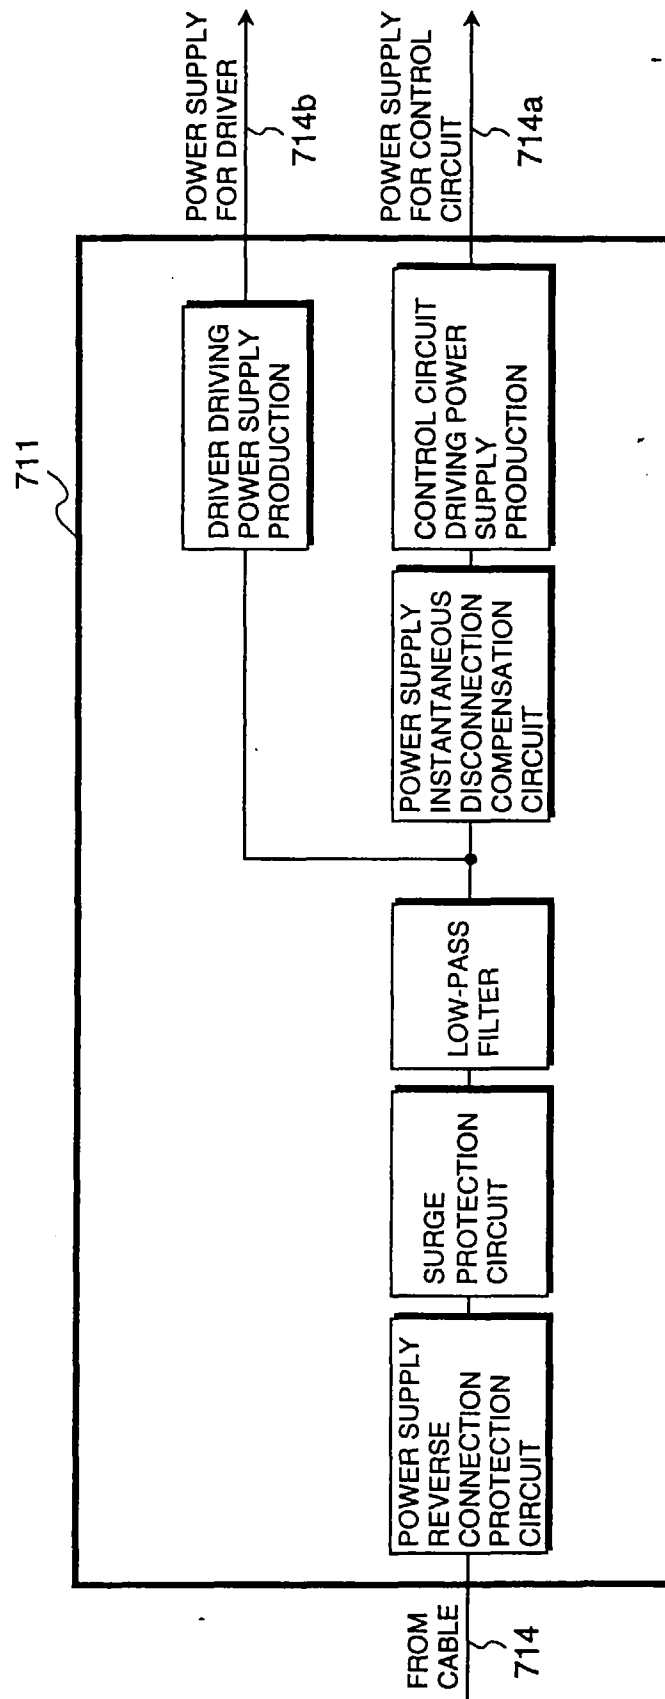 711
FROM
CABLE
714
POWER SUPPLY
REVERSE
CONNECTION
PROTECTION
CIRCUIT
SURGE
PROTECTION
CIRCUIT
LOW-PASS
FILTER
POWER SUPPLY
INSTANTANEOUS
DISCONNECTION
COMPENSATION
CIRCUIT
CONTROL CIRCUIT
DRIVING POWER
SUPPLY
PRODUCTION
DRIVER DRIVING
POWER SUPPLY
PRODUCTION
POWER SUPPLY
FOR DRIVER
714b
POWER SUPPLY
FOR CONTROL
CIRCUIT
714a